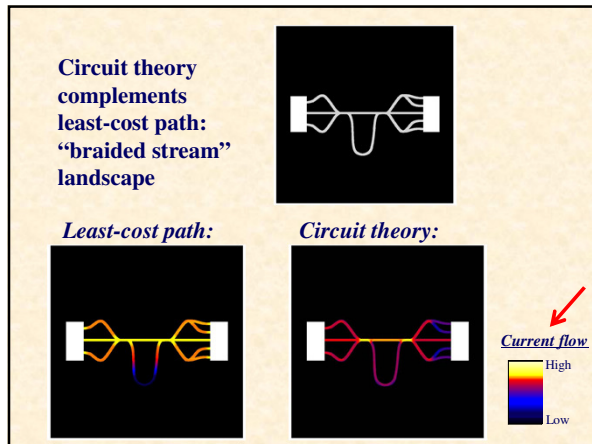 Circuit theory
complements
least-cost path:
“braided stream”
landscape
Least-cost path:
Circuit theory:
Current flow
High
Low